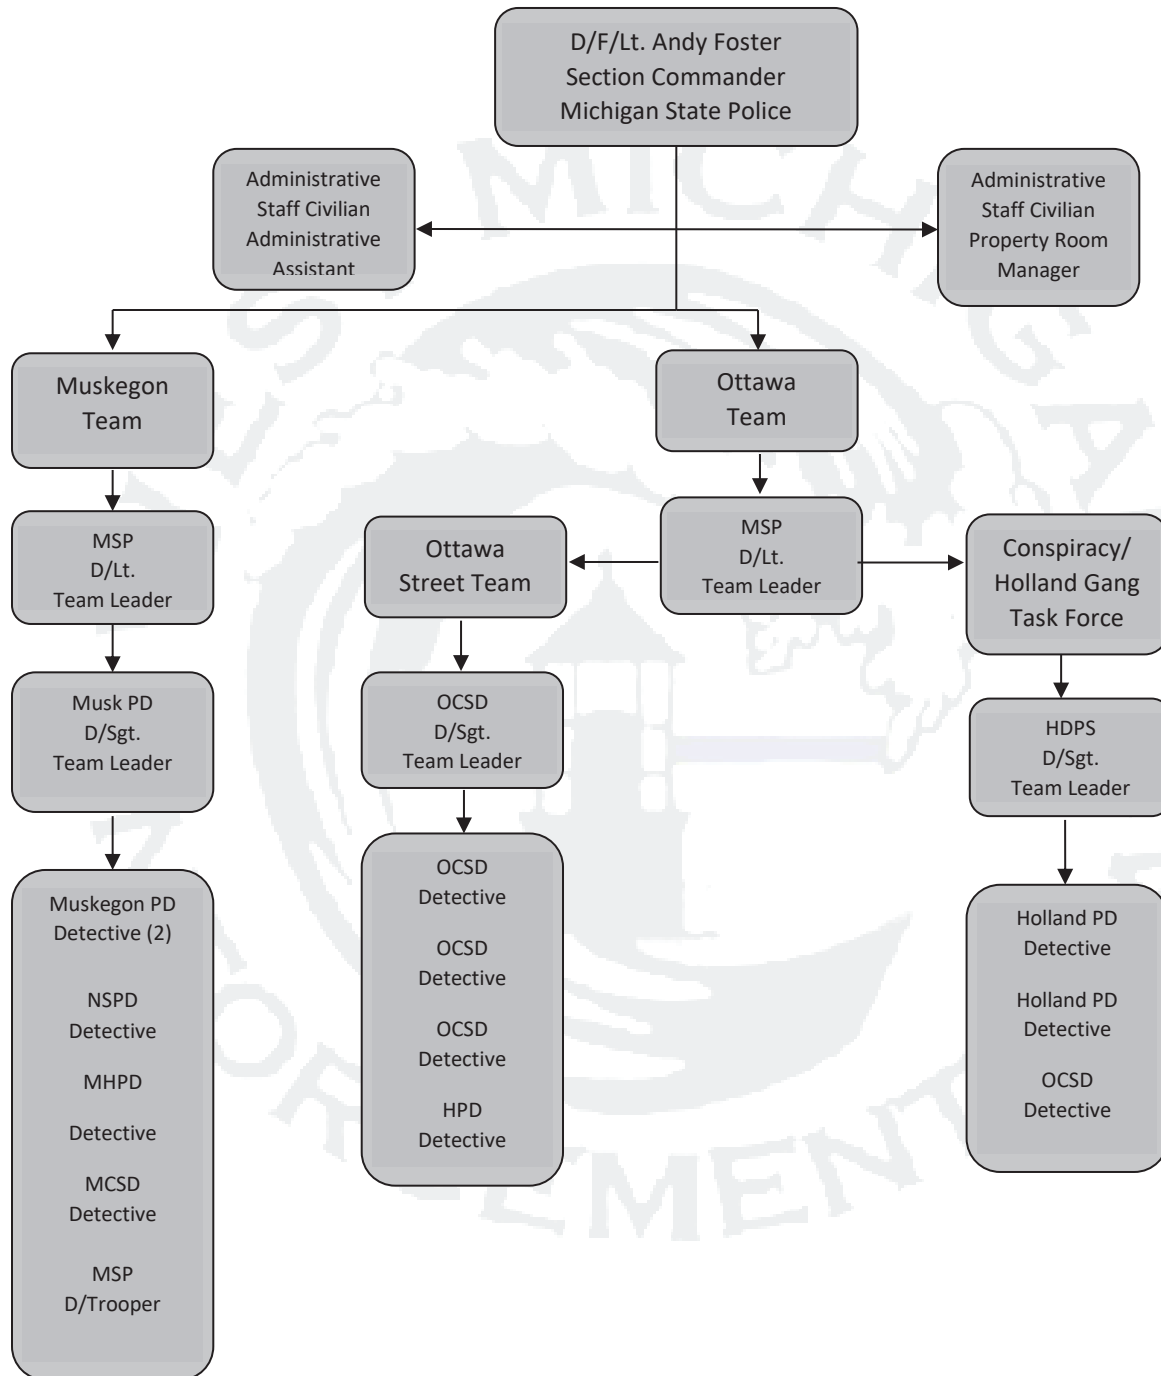 D/F/Lt. Andy Foster
Section Commander
Michigan State Police
Administrative
Staff Civilian
Administrative
Assistant
Administrative
Staff Civilian
Property Room
Manager
Muskegon
Team
Ottawa
Team
MSP
D/Lt.
Team Leader
Ottawa
Street Team
MSP
D/Lt.
Team Leader
Conspiracy/
Holland Gang
Task Force
Musk PD
D/Sgt.
Team Leader
OCSD
D/Sgt.
Team Leader
HDPS
D/Sgt.
Team Leader
Muskegon PD
Detective (2)
NSPD
Detective
MHPD
Detective
MCSD
Detective
MSP
D/Trooper
OCSD
Detective
OCSD
Detective
OCSD
Detective
HPD
Detective
Holland PD
Detective
Holland PD
Detective
OCSD
Detective